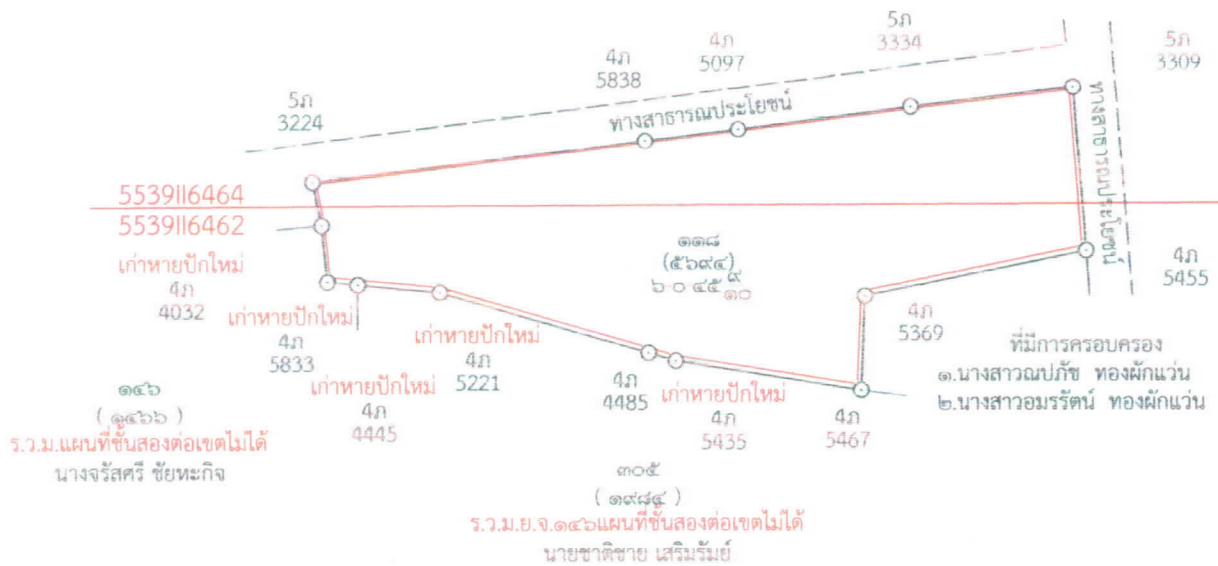 5ภ
3334
4ภ
5097
4ภ
5838
5ภ
3309
5ภ
3224
ทางสาธารณประโยชน์
ทางสาธารณประโยชน์
5539II6464
5539II6462
เก่าหายปักใหม่
4ภ
4032
๑๑๘
(๕๖๙๔)
๖-๐-๔๕ ๙
๑๐
4ภ
5455
เก่าหายปักใหม่
4ภ
5833
เก่าหายปักใหม่
4ภ
5221
4ภ
5369
ที่มีการครอบครอง
๑.นางสาวณปภัช ทองผักแว่น
๒.นางสาวอมรรัตน์ ทองผักแว่น
เก่าหายปักใหม่
4ภ
4445
4ภ
4485
เก่าหายปักใหม่
4ภ
5435
4ภ
5467
๑๔๖
( ๑๔๖๖ )
ร.ว.ม.แผนที่ชั้นสองต่อเขตไม่ได้
นางจรัสศรี ชัยหะกิจ
๓๐๕
( ๑๙๘๔ )
ร.ว.ม.ย.จ.๑๔๖แผนที่ชั้นสองต่อเขตไม่ได้
นายชาติชาย เสริมรัมย์